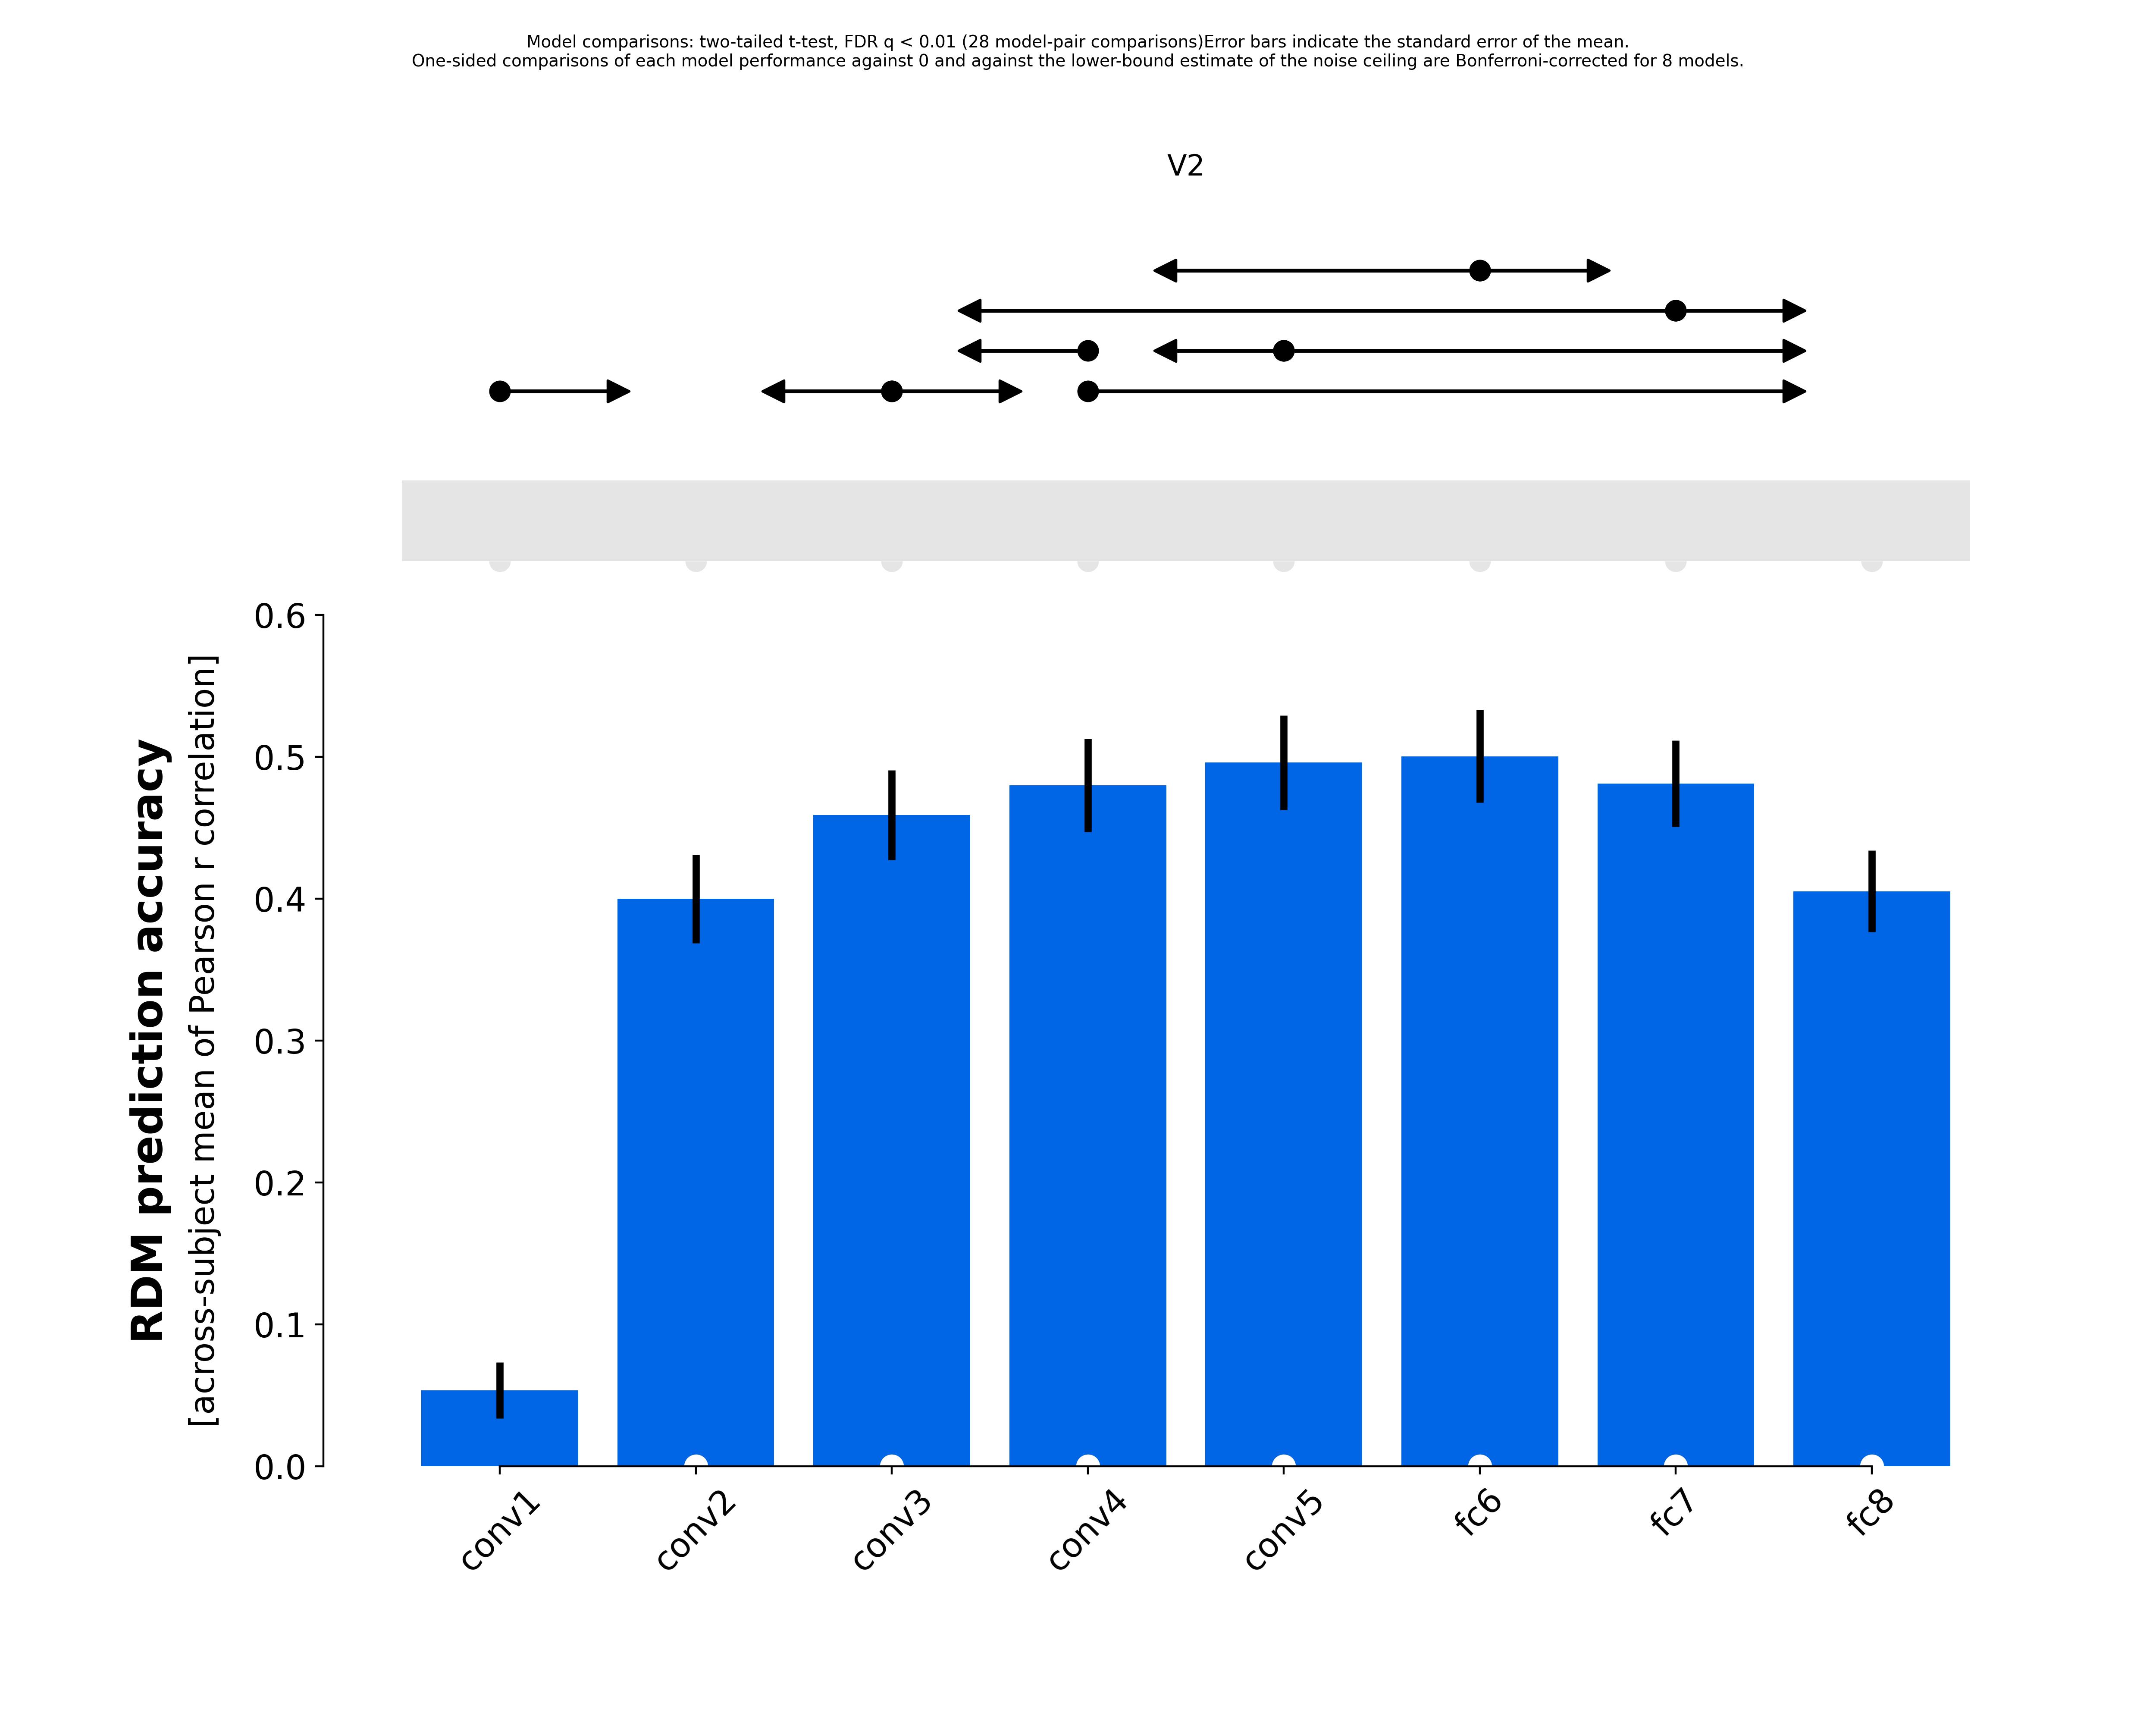 Model comparisons: two-tailed t-test, FDR q < 0.01 (28 model-pair comparisons)Error bars indicate the standard error of the mean.
One-sided comparisons of each model performance against 0 and against the lower-bound estimate of the noise ceiling are Bonferroni-corrected for 8 models.
V2
RDM prediction accuracy
[across-subject mean of Pearson r correlation]
0.6
0.5
0.4
0.3
0.2
0.1
0.0
conv1
conv2
conv3
conv4
conv5
fc6
fc7
fc8